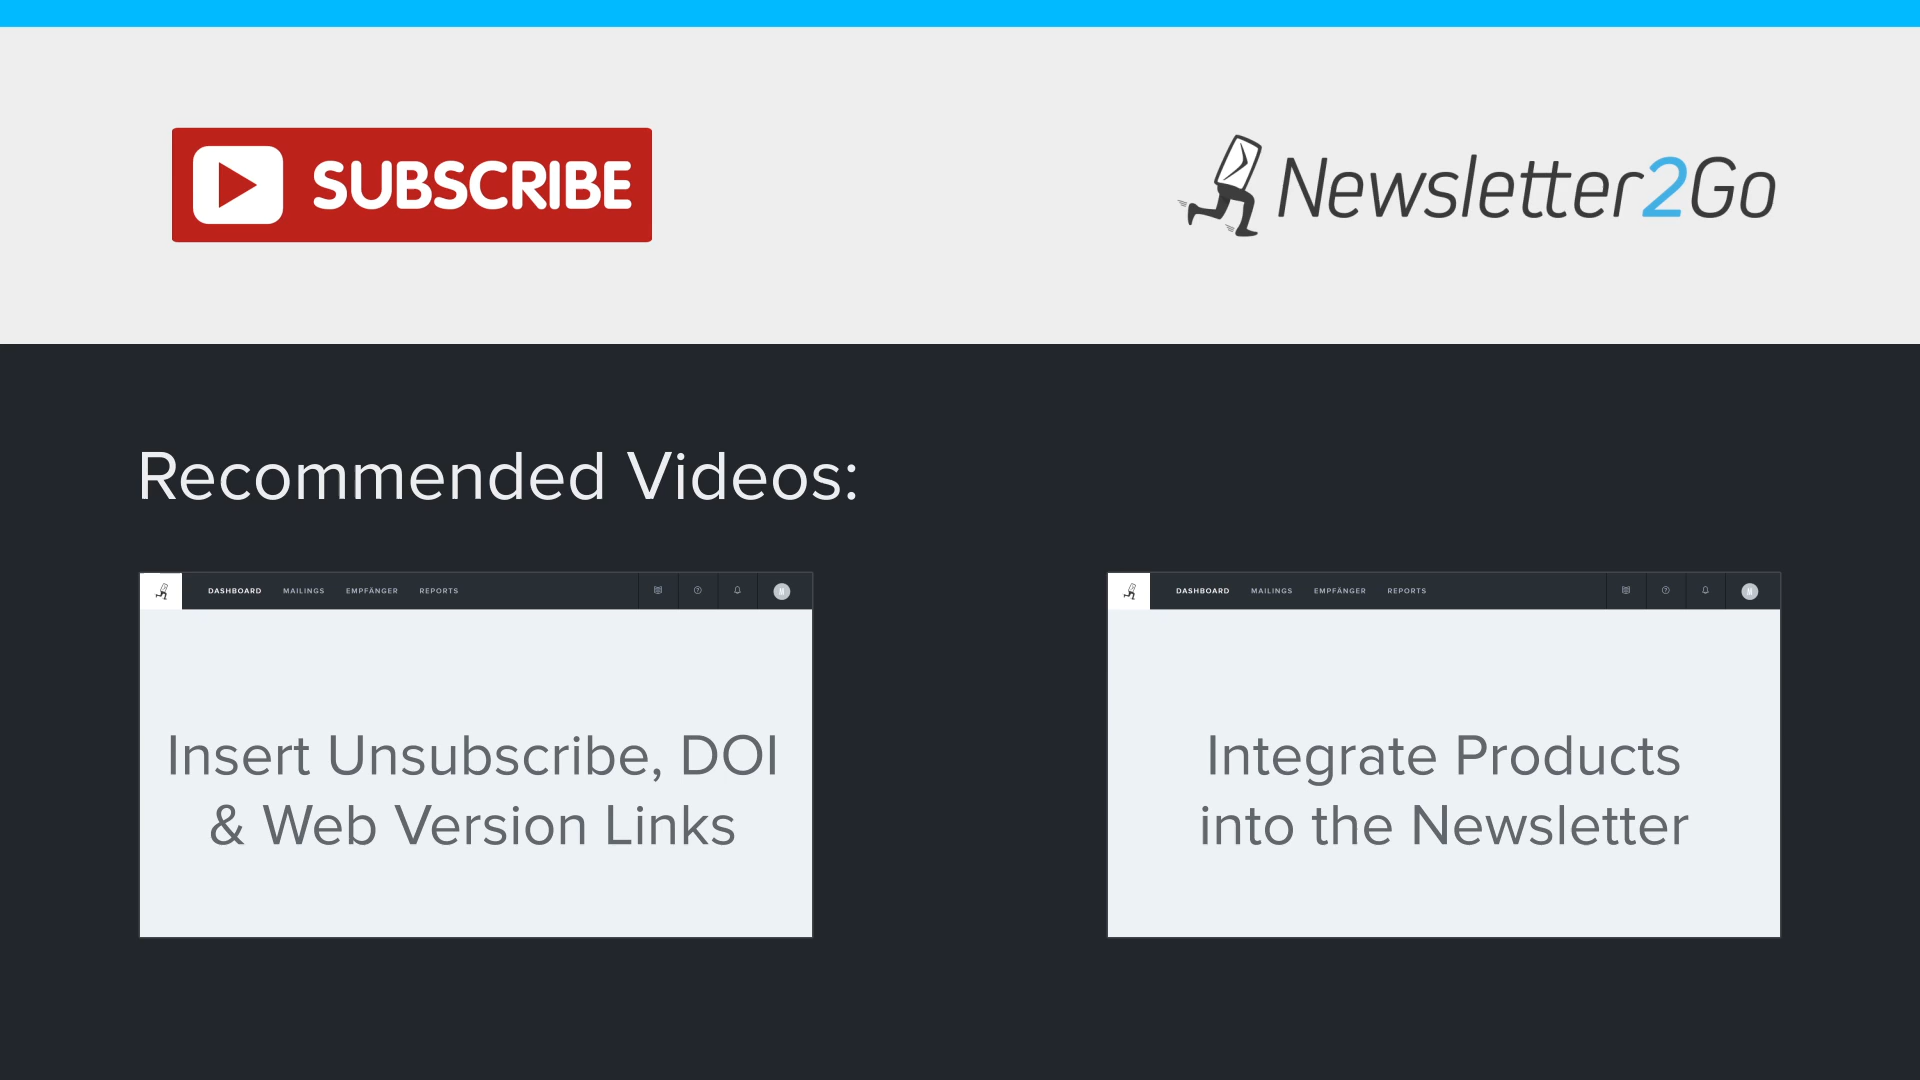 SUBSCRIBE
Newsletter2Go
Recommended Videos:
DASHBOARD MAILINGS EMPFÄNGER REPORTS
M
Insert Unsubscribe, DOI
& Web Version Links
DASHBOARD MAILINGS EMPFÄNGER REPORTS
M
Integrate Products
into the Newsletter